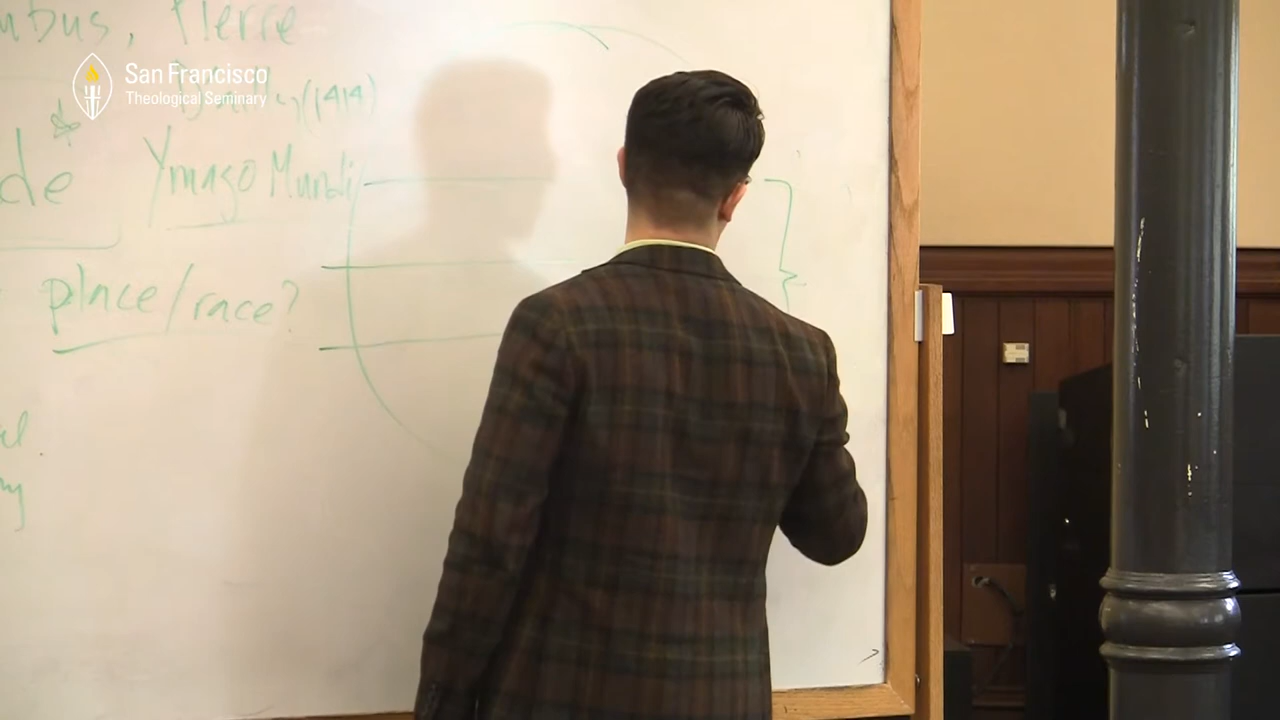 mbus, Pierre
San Francisco
Theological Seminary
(1414)
de Ymago Mundi
place/race?